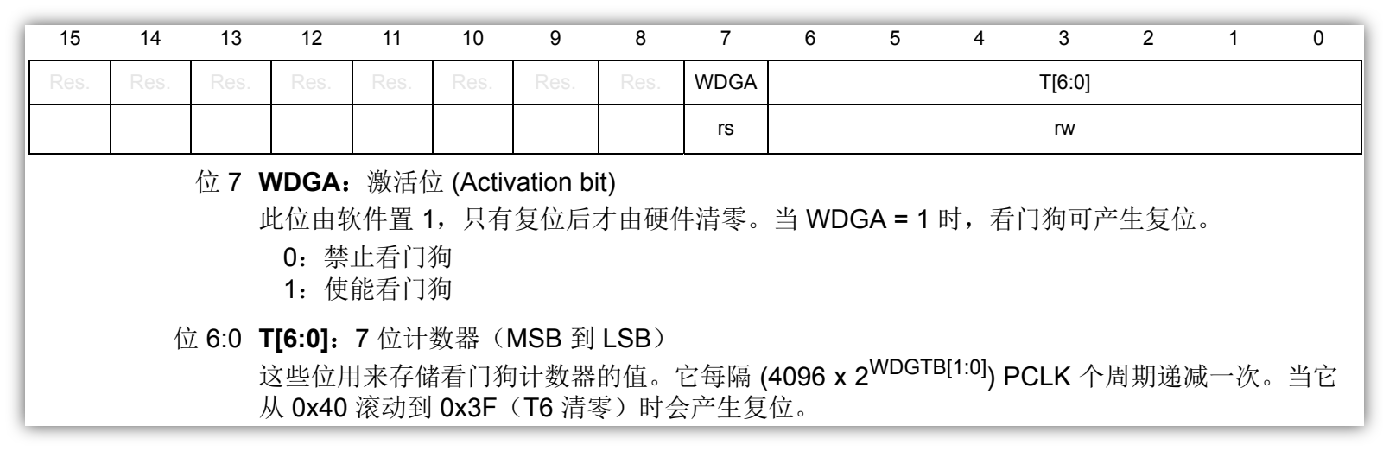 15 14 13 12 11 10 9 8 7 6 5 4 3 2 1 0
Res. Res. Res. Res. Res. Res. Res. Res. WDGA T[6:0]
rs rw
位 7 WDGA：激活位 (Activation bit)
此位由软件置 1，只有复位后才由硬件清零。当 WDGA = 1 时，看门狗可产生复位。
0：禁止看门狗
1：使能看门狗
位 6:0 T[6:0]：7 位计数器（MSB 到 LSB）
这些位用来存储看门狗计数器的值。它每隔 (4096 x 2^WDGTB[1:0]) PCLK 个周期递减一次。当它
从 0x40 滚动到 0x3F（T6 清零）时会产生复位。